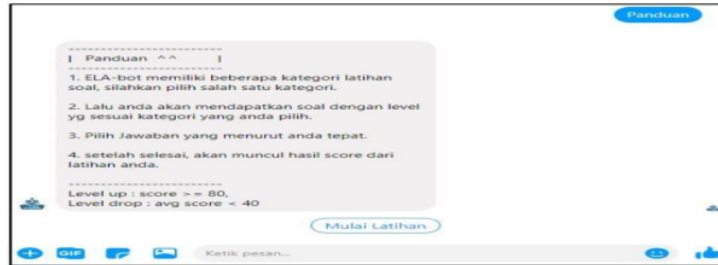 Panduan
-----------------------------
| Panduan ^^ |
-----------------------------
1. ELA-bot memiliki beberapa kategori latihan
soal, silahkan pilih salah satu kategori.
2. Lalu anda akan mendapatkan soal dengan level
yg sesuai kategori yang anda pilih.
3. Pilih Jawaban yang menurut anda tepat.
4. setelah selesai, akan muncul hasil score dari
latihan anda.
-----------------------------
Level up : score >= 80,
Level drop : avg score < 40
Mulai Latihan
GIF
Ketik pesan...